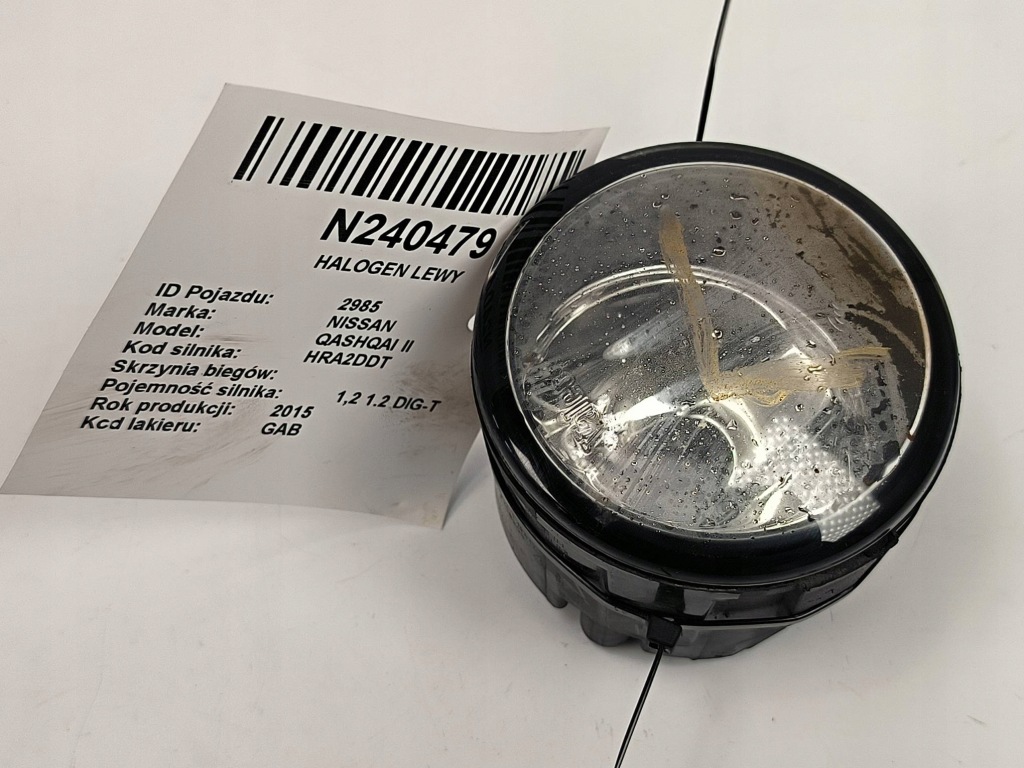 N240479
HALOGEN LEWY
ID Pojazdu: 2985
Marka: NISSAN
Model: QASHQAI II
Kod silnika: HRA2DDT
Skrzynia biegów:
Pojemność silnika: 1,2 1.2 DIG-T
Rok produkcji: 2015
Kcd lakieru: GAB
L
Valeo